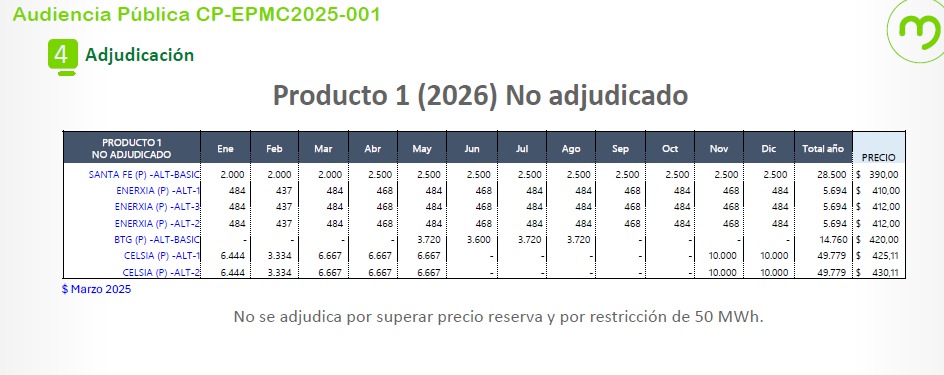 Audiencia Pública CP-EPMC2025-001
4 Adjudicación
Producto 1 (2026) No adjudicado
PRODUCTO 1
NO ADJUDICADO Ene Feb Mar Abr May Jun Jul Ago Sep Oct Nov Dic Total año PRECIO
SANTA FE (P) -ALT-BASIC 2.000 2.000 2.000 2.500 2.500 2.500 2.500 2.500 2.500 2.500 2.500 2.500 28.500 $ 390,00
ENERXIA (P) -ALT-1 484 437 484 468 484 468 484 484 468 484 468 484 5.694 $ 410,00
ENERXIA (P) -ALT-3 484 437 484 468 484 468 484 484 468 484 468 484 5.694 $ 412,00
ENERXIA (P) -ALT-2 484 437 484 468 484 468 484 484 468 484 468 484 5.694 $ 412,00
BTG (P) -ALT-BASIC - - - - 3.720 3.600 3.720 3.720 - - - - 14.760 $ 420,00
CELSIA (P) -ALT-1 6.444 3.334 6.667 6.667 6.667 - - - - - 10.000 10.000 49.779 $ 425,11
CELSIA (P) -ALT-2 6.444 3.334 6.667 6.667 6.667 - - - - - 10.000 10.000 49.779 $ 430,11
$ Marzo 2025
No se adjudica por superar precio reserva y por restricción de 50 MWh.